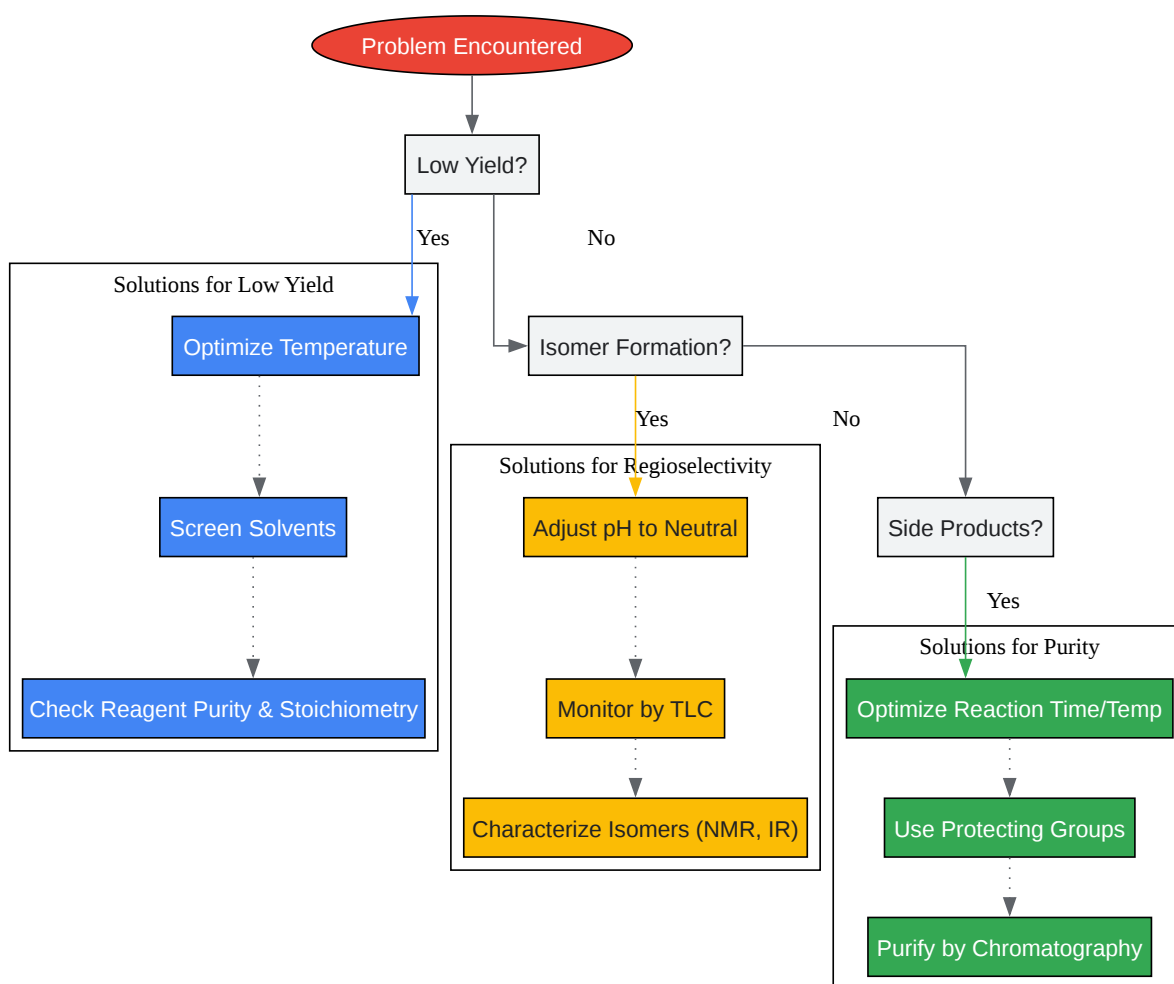 Problem Encountered
Low Yield?
Yes
No
Solutions for Low Yield
Optimize Temperature
Isomer Formation?
Yes
No
Solutions for Regioselectivity
Screen Solvents
Adjust pH to Neutral
Side Products?
Yes
Solutions for Purity
Check Reagent Purity & Stoichiometry
Monitor by TLC
Optimize Reaction Time/Temp
Characterize Isomers (NMR, IR)
Use Protecting Groups
Purify by Chromatography